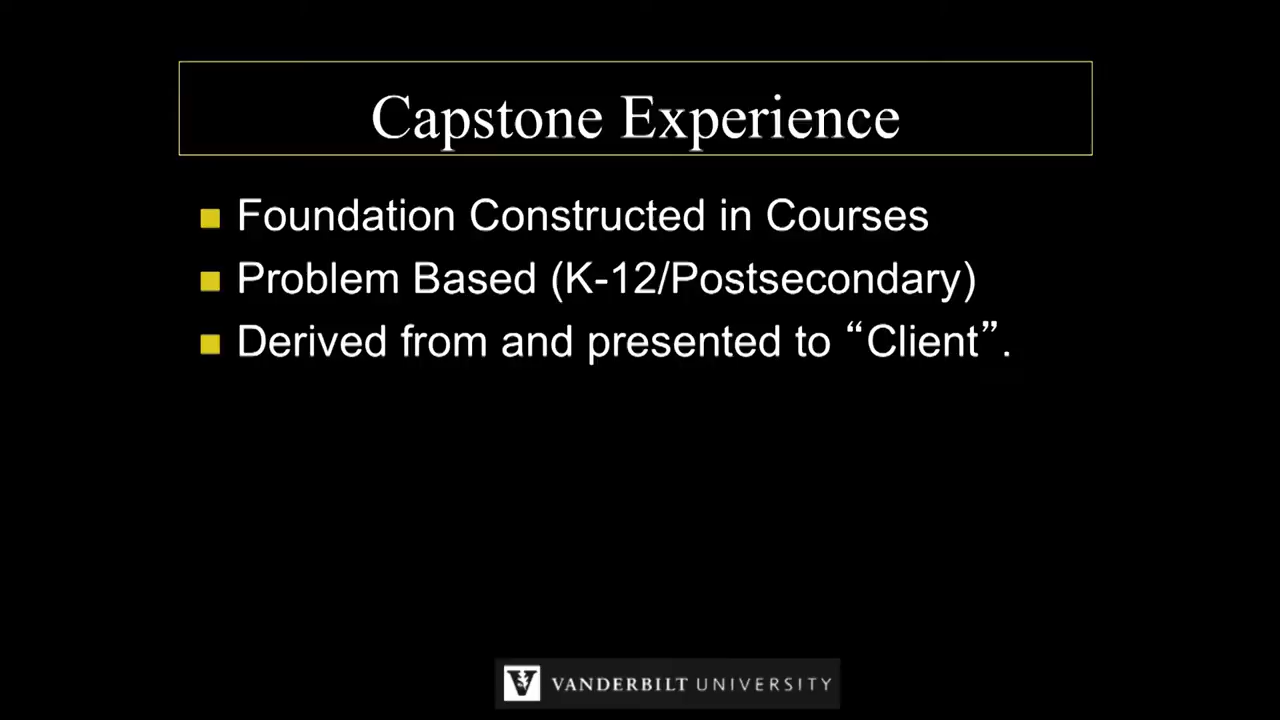 Capstone Experience
Foundation Constructed in Courses
Problem Based (K-12/Postsecondary)
Derived from and presented to “Client”.
V VANDERBILT UNIVERSITY